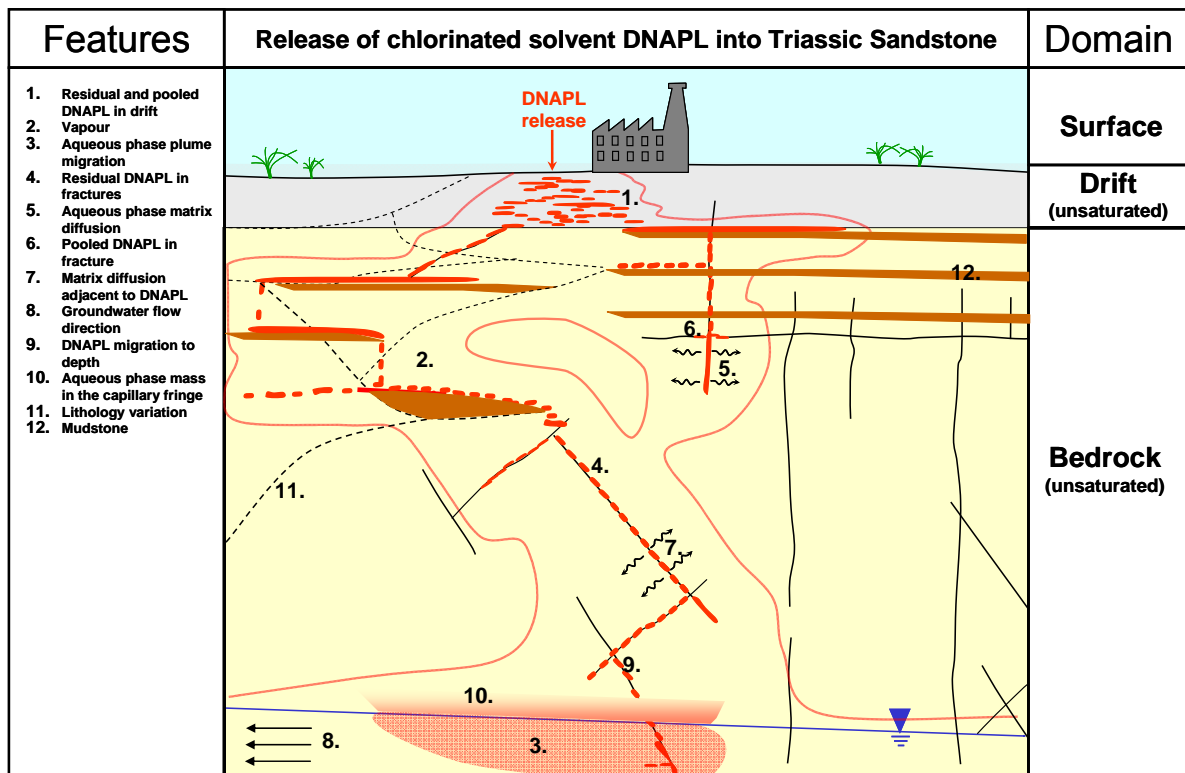 Features
Release of chlorinated solvent DNAPL into Triassic Sandstone
Domain
1. Residual and pooled
DNAPL in drift
2. Vapour
3. Aqueous phase plume
migration
4. Residual DNAPL in
fractures
5. Aqueous phase matrix
diffusion
6. Pooled DNAPL in
fracture
7. Matrix diffusion
adjacent to DNAPL
8. Groundwater flow
direction
9. DNAPL migration to
depth
10. Aqueous phase mass
in the capillary fringe
11. Lithology variation
12. Mudstone
DNAPL
release
1.
12.
6.
2.
5.
4.
11.
7.
9.
10.
8.
3.
Surface
Drift
(unsaturated)
Bedrock
(unsaturated)